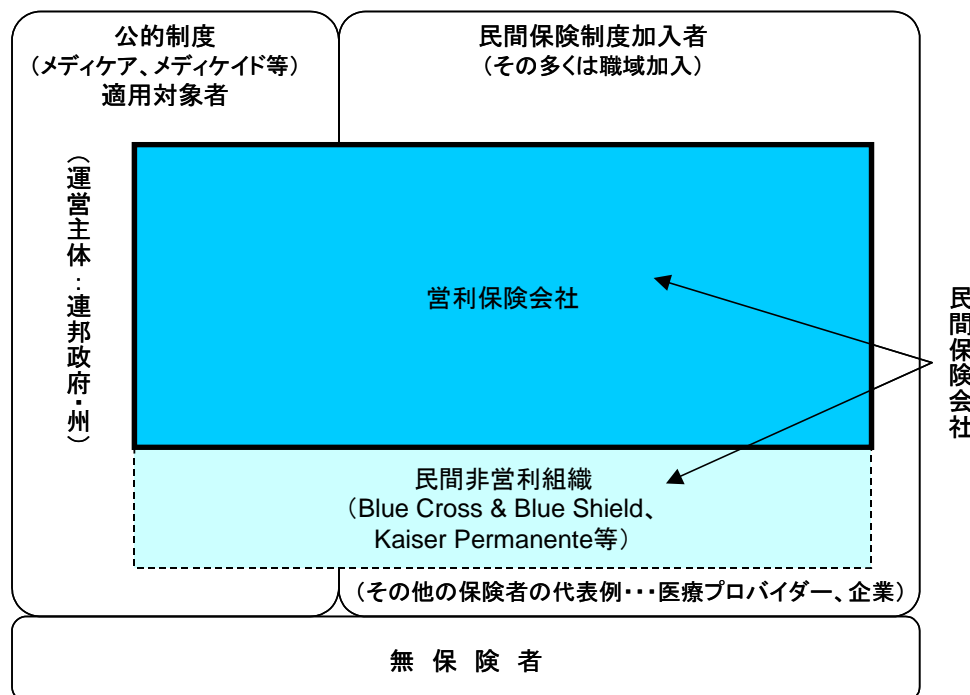 公的制度
（メディケア、メディケイド等）
適用対象者
民間保険制度加入者
（その多くは職域加入）
（運営主体：連邦政府・州）
営利保険会社
民間保険会社
民間非営利組織
（Blue Cross & Blue Shield、
Kaiser Permanente等）
（その他の保険者の代表例･･･医療プロバイダー、企業）
無 保 険 者